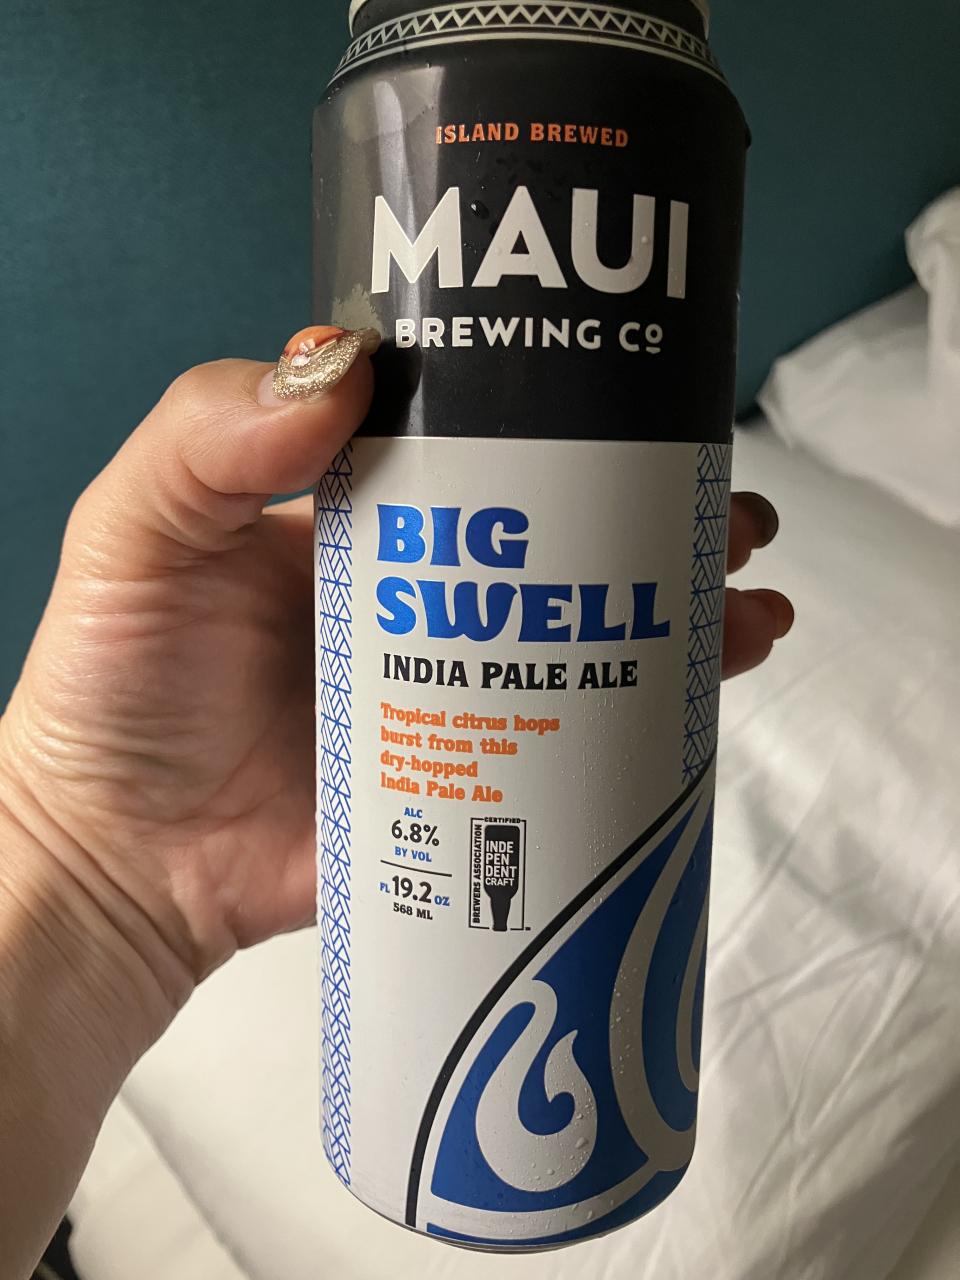 ISLAND BREWED
MAUI
BREWING Cº
BIG
SWELL
INDIA PALE ALE
Tropical citrus hops
burst from this
dry-hopped
India Pale Ale
ALC
6.8%
BY VOL
FL 19.2 OZ
568 ML
CERTIFIED
BREWERS ASSOCIATION
INDE
PEN
DENT
CRAFT